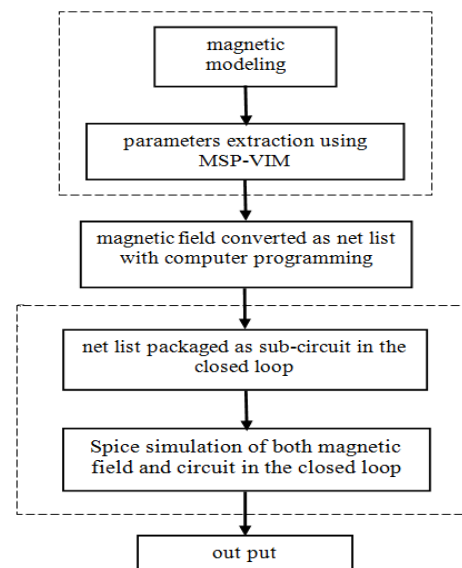 magnetic
modeling
parameters extraction using
MSP-VIM
magnetic field converted as net list
with computer programming
net list packaged as sub-circuit in the
closed loop
Spice simulation of both magnetic
field and circuit in the closed loop
out put